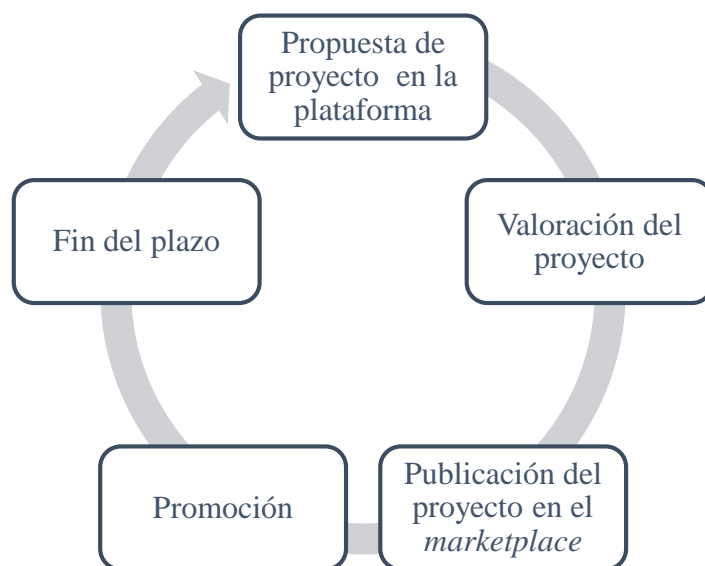 Propuesta de
proyecto en la
plataforma
Valoración del
proyecto
Publicación del
proyecto en el
marketplace
Promoción
Fin del plazo